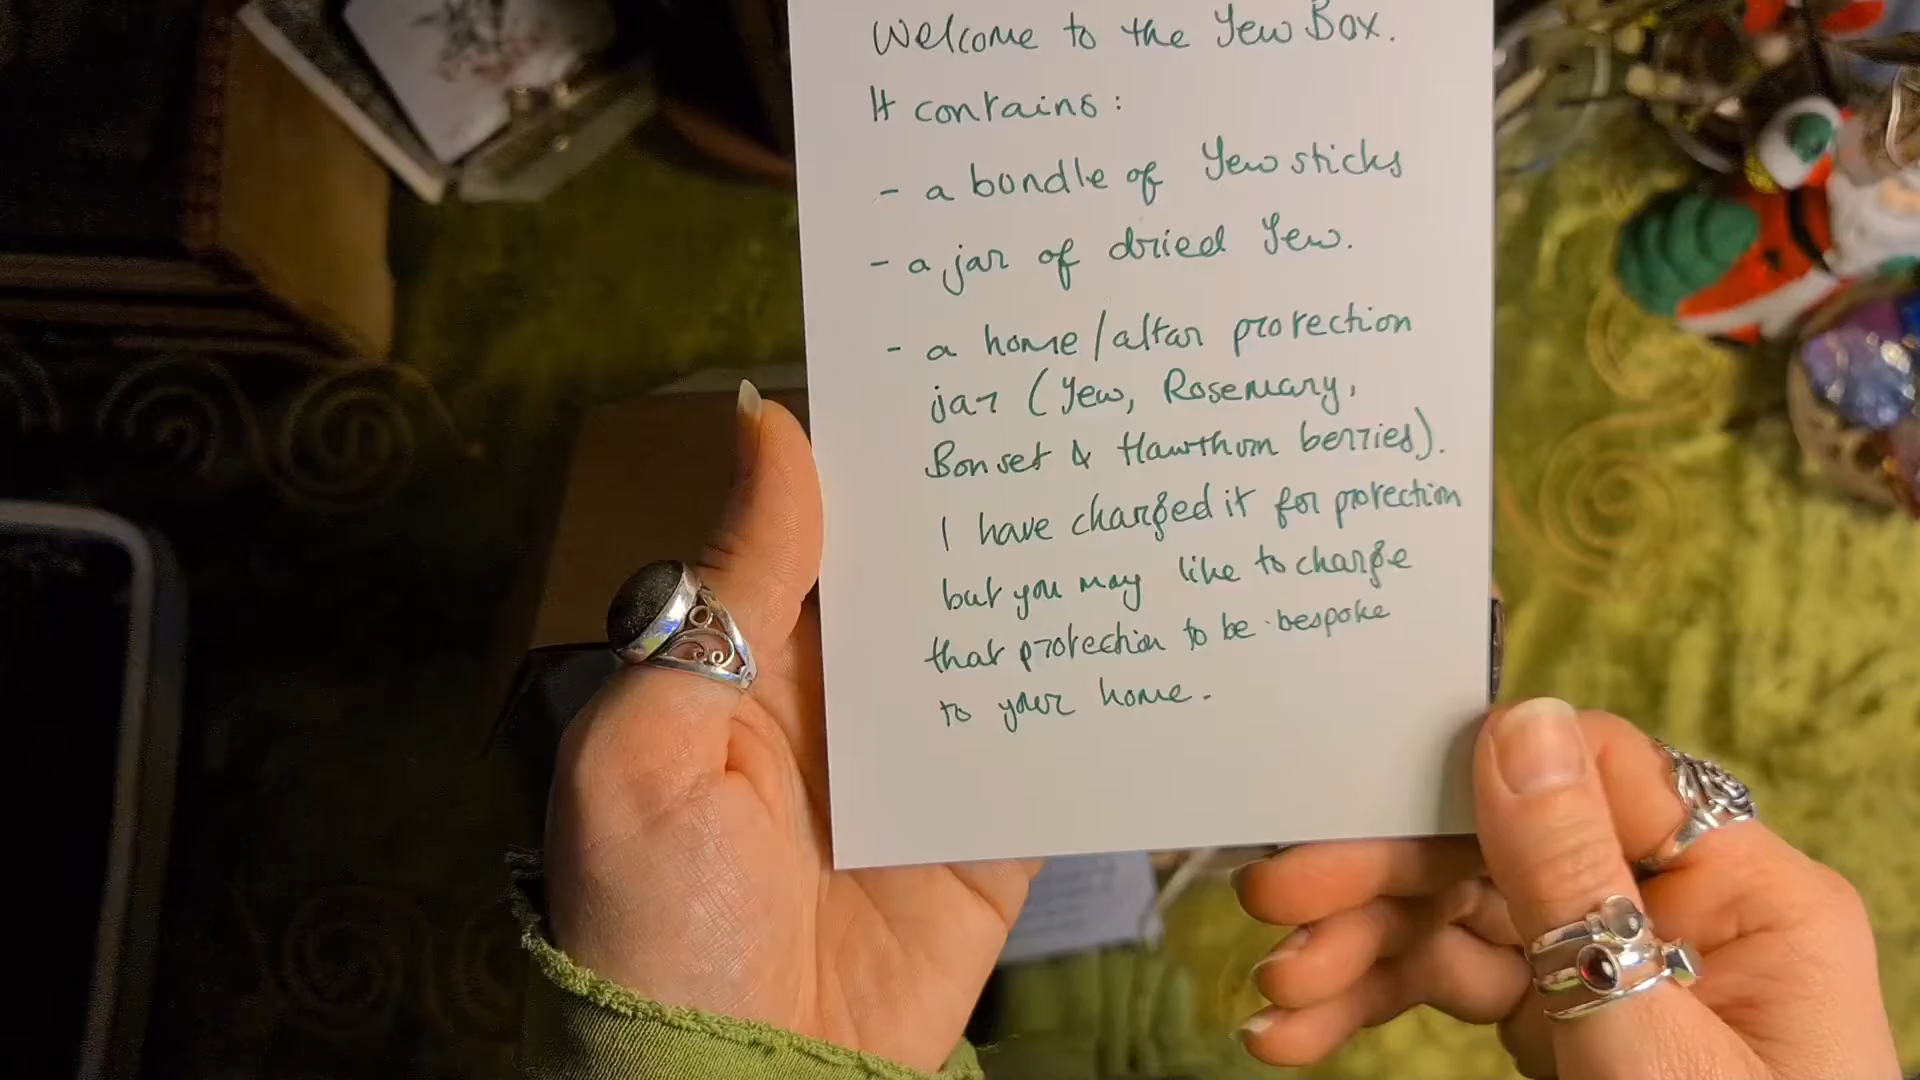 Welcome to the Yew Box.
It contains:
- a bundle of Yew sticks
- a jar of dried Yew.
- a home/altar protection
jar (Yew, Rosemary,
Bonset & Hawthorn berries).
I have charged it for protection
but you may like to charge
that protection to be bespoke
to your home.